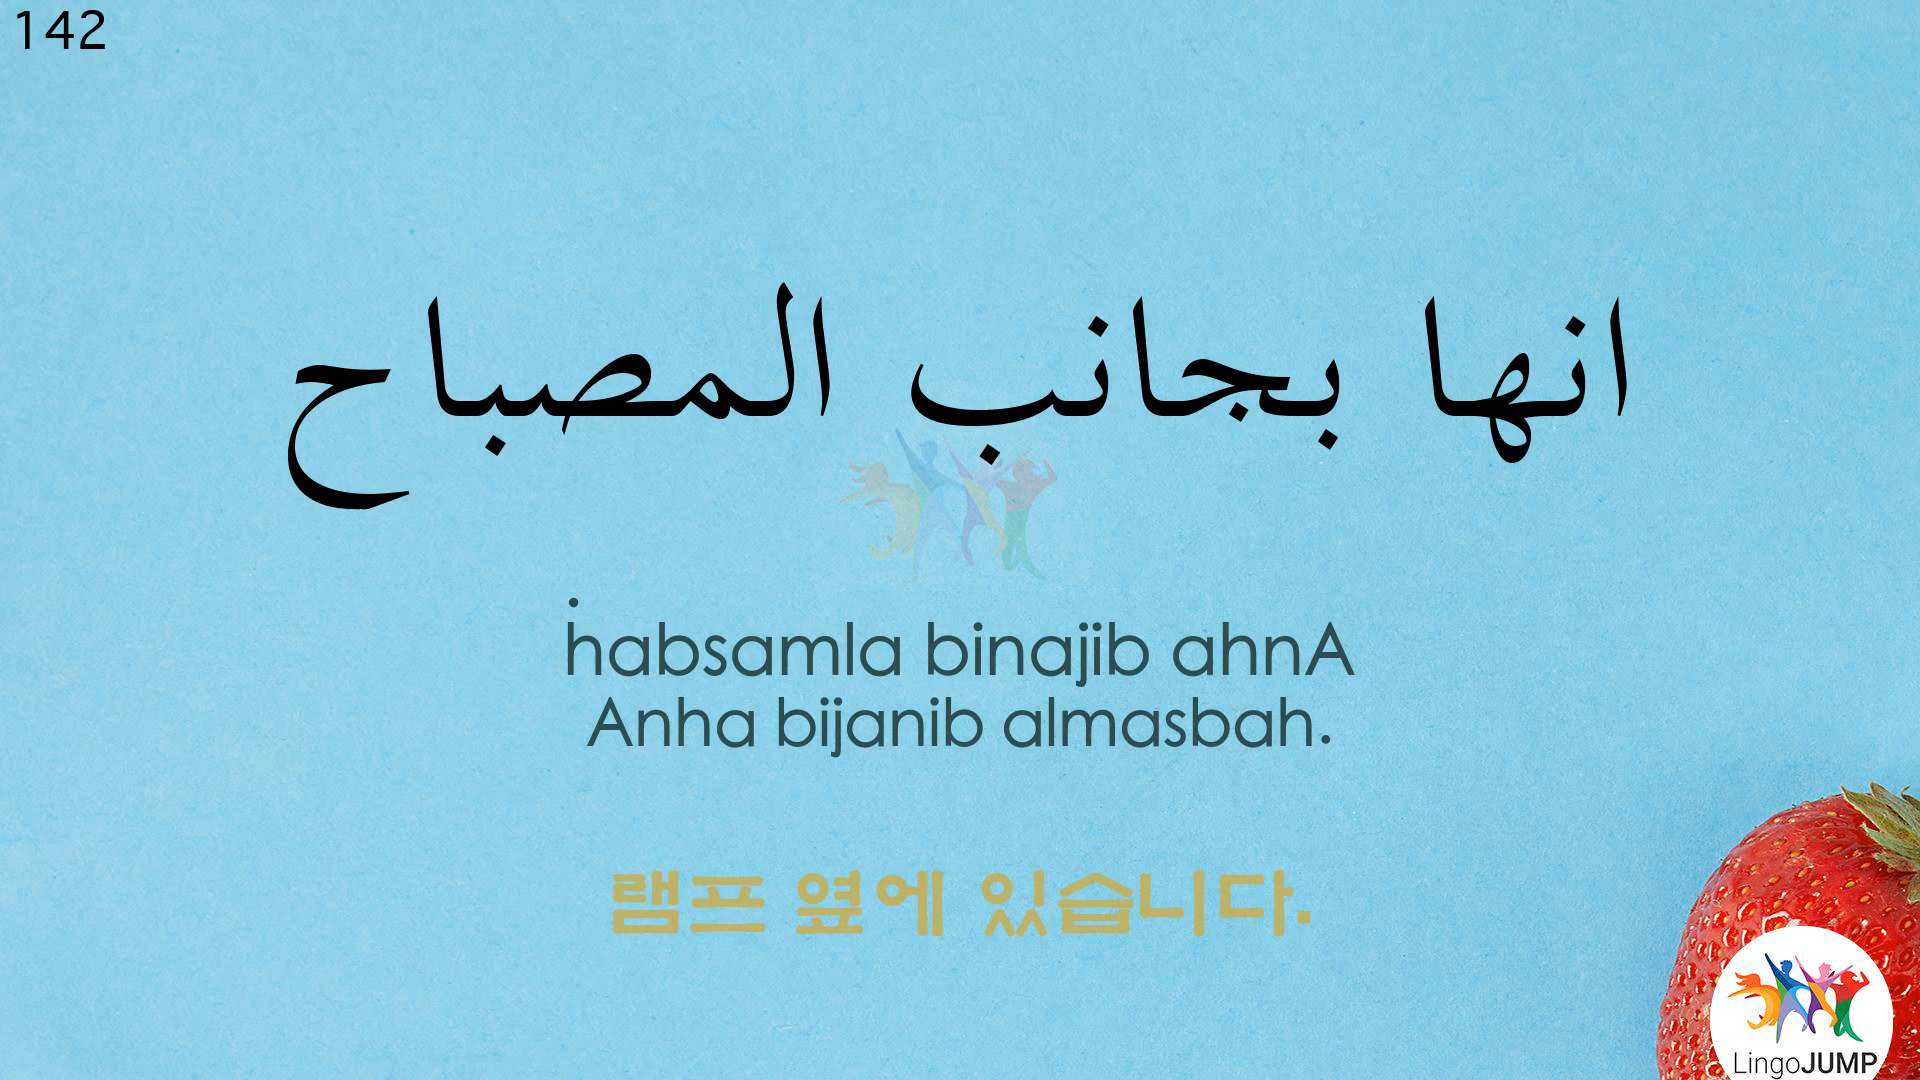 142
انها بجانب المصباح
ḣabsamla binajib ahnA
Anha bijanib almasbah.
램프 옆에 있습니다.
LingoJUMP